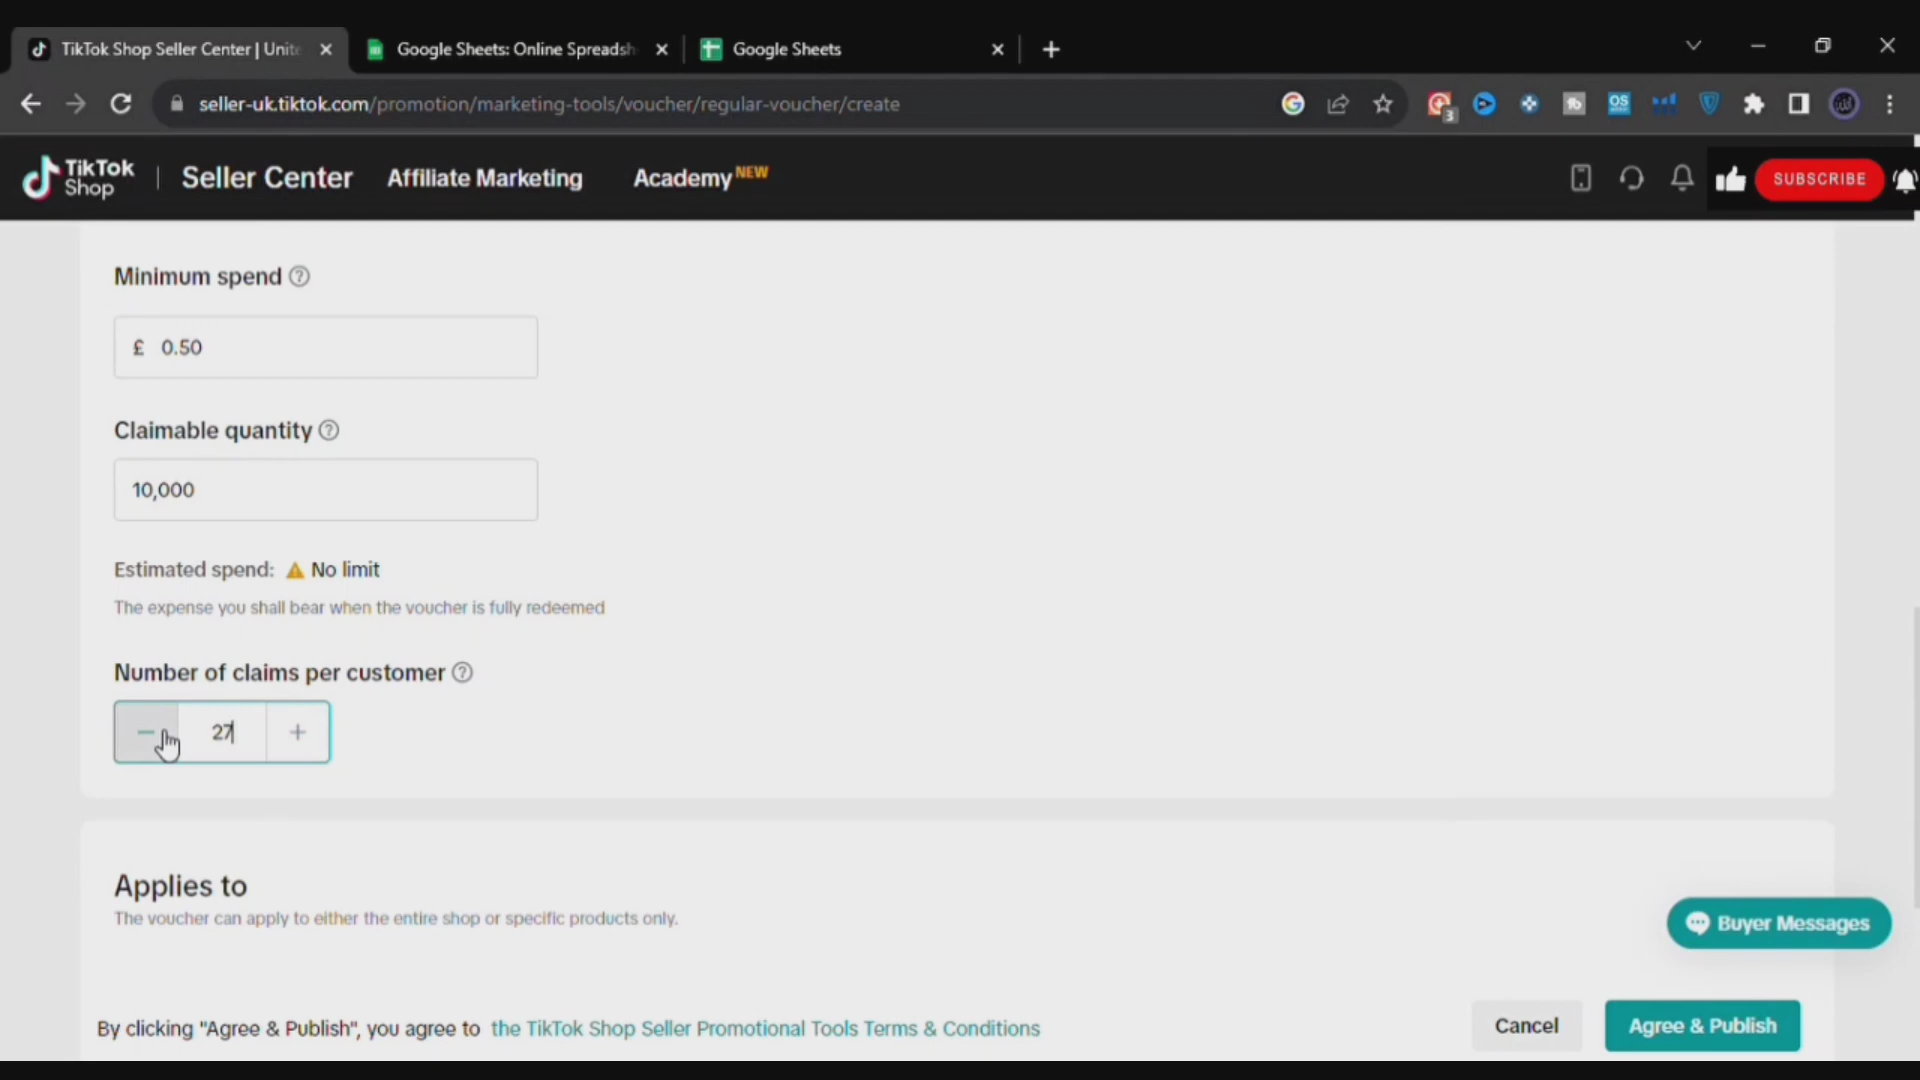 TikTok Shop Seller Center | Unite
Google Sheets: Online Spreadsh
Google Sheets
seller-uk.tiktok.com/promotion/marketing-tools/voucher/regular-voucher/create
3
OS
TikTok Shop
Seller Center
Affiliate Marketing
Academy NEW
SUBSCRIBE
Minimum spend
£ 0.50
Claimable quantity
10,000
Estimated spend: No limit
The expense you shall bear when the voucher is fully redeemed
Number of claims per customer
27
Applies to
The voucher can apply to either the entire shop or specific products only.
Buyer Messages
By clicking "Agree & Publish", you agree to the TikTok Shop Seller Promotional Tools Terms & Conditions
Cancel
Agree & Publish